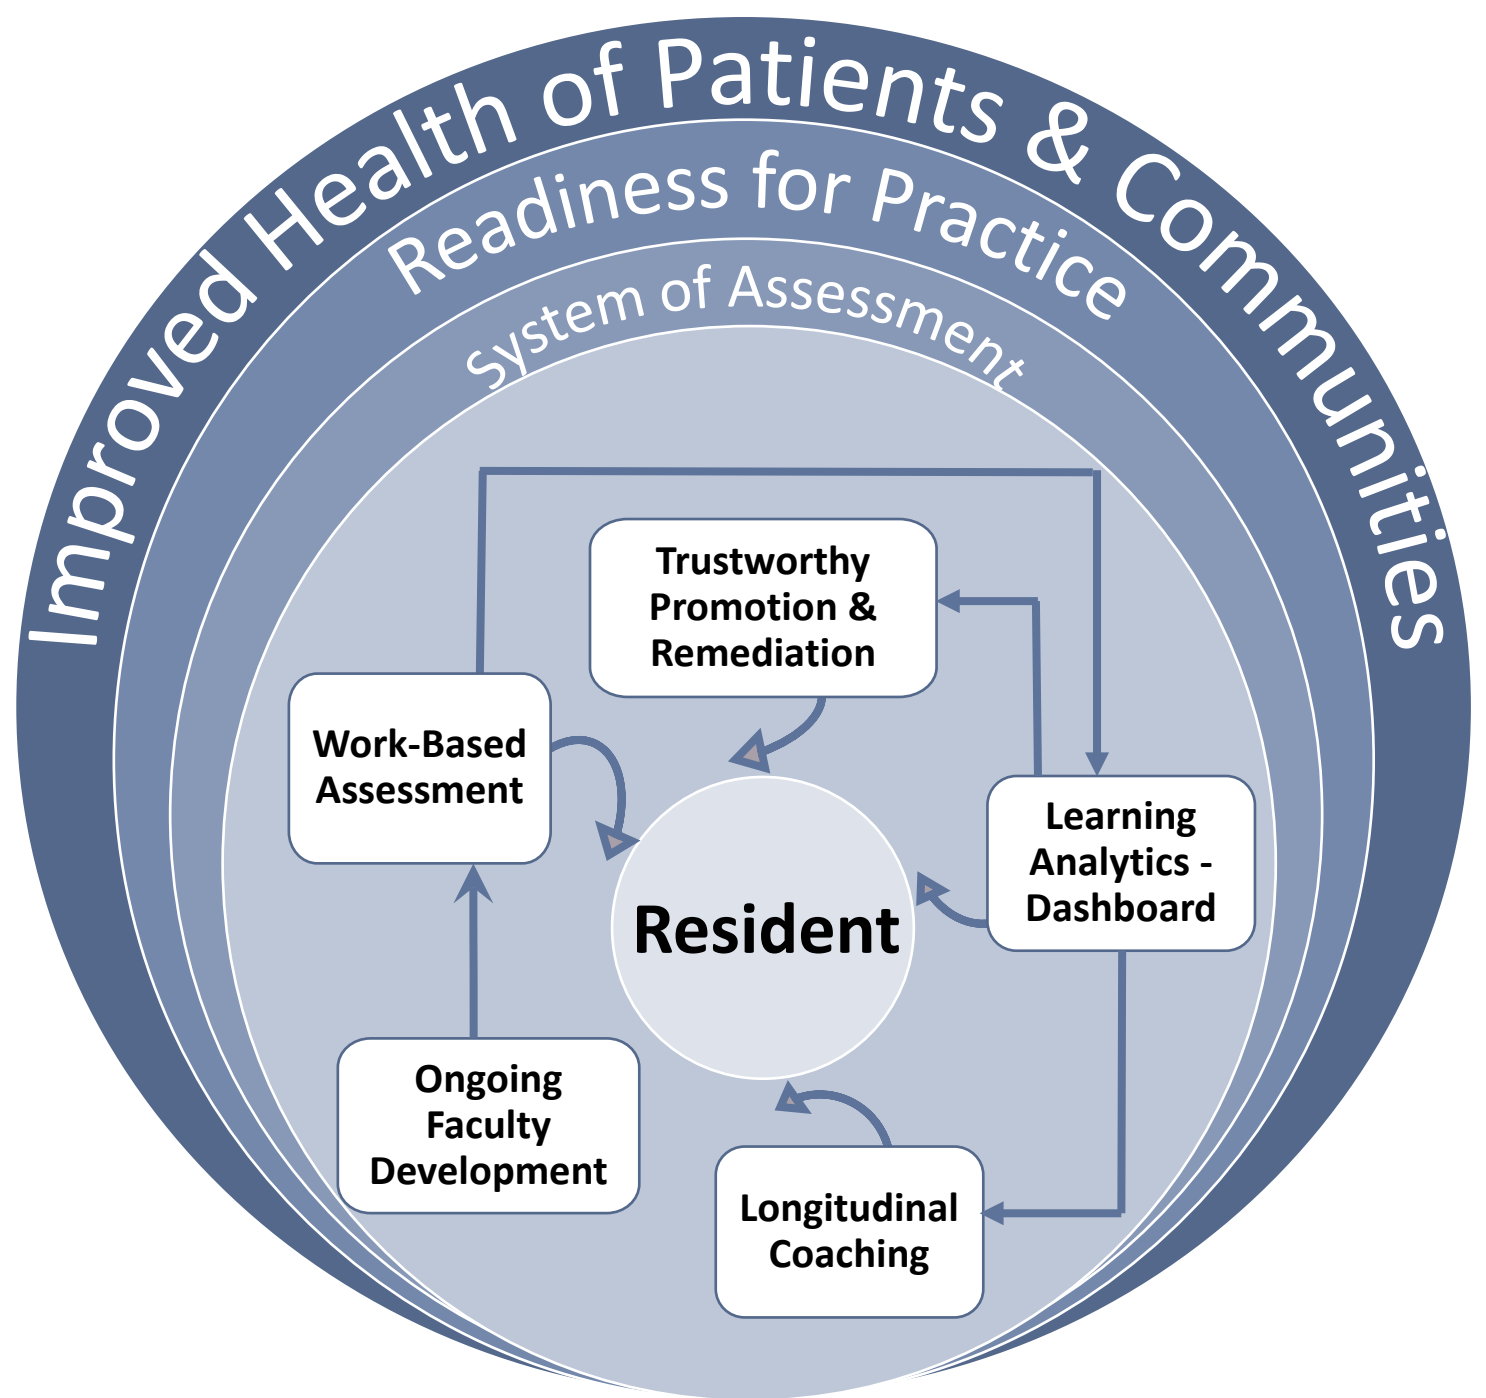 Improved Health of Patients & Communities
Readiness for Practice
System of Assessment
Trustworthy
Promotion &
Remediation
Work-Based
Assessment
Learning
Analytics -
Dashboard
Resident
Ongoing
Faculty
Development
Longitudinal
Coaching